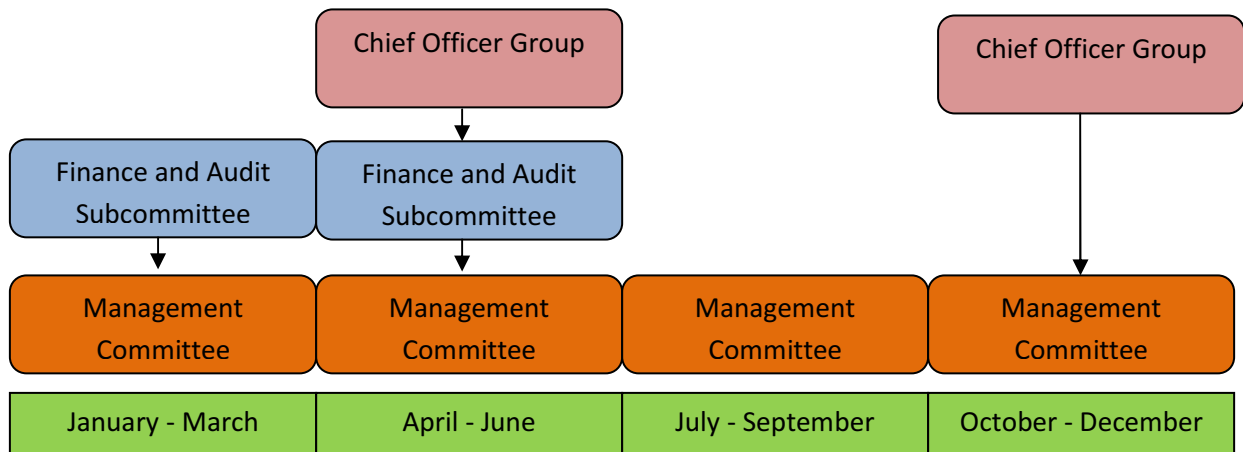 Chief Officer Group
Chief Officer Group
Finance and Audit
Subcommittee
Finance and Audit
Subcommittee
Management
Committee
Management
Committee
Management
Committee
Management
Committee
January - March
April - June
July - September
October - December